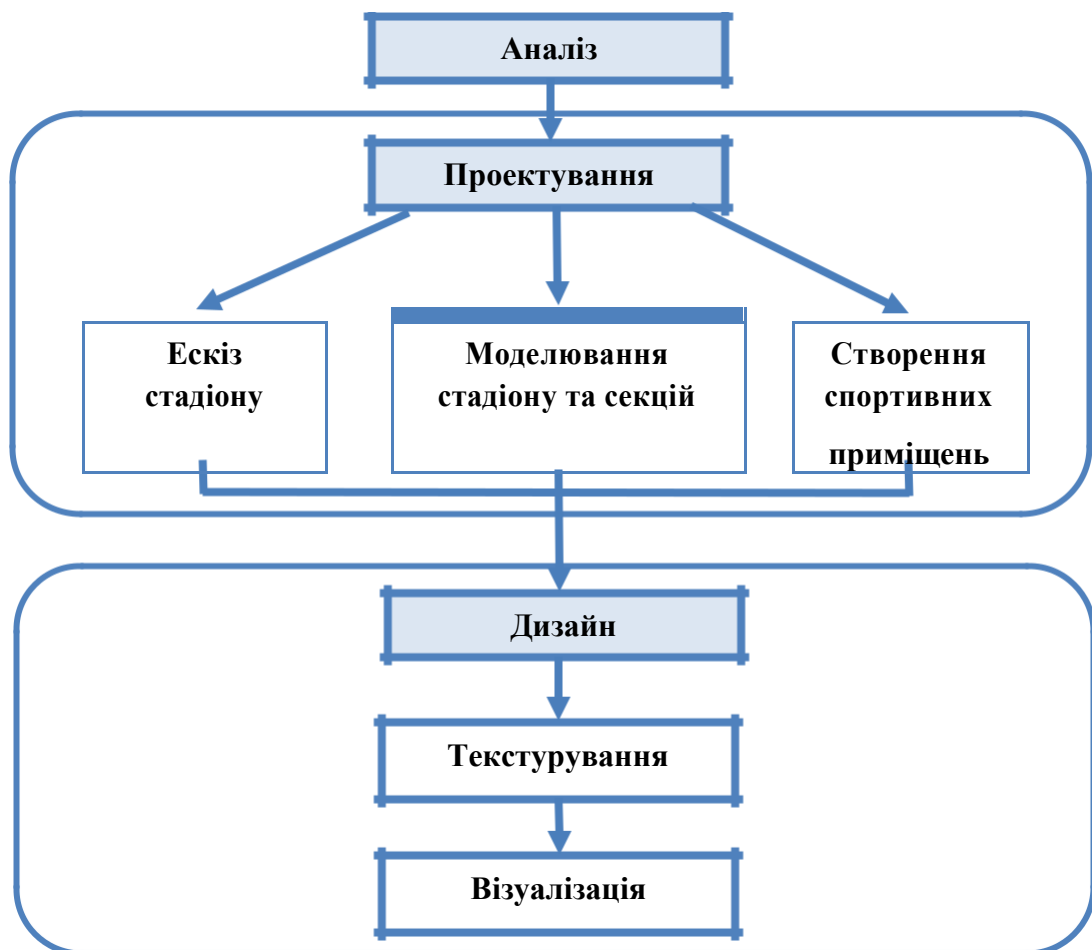 Аналіз
Проектування
Ескіз
стадіону
Моделювання
стадіону та секцій
Створення
спортивних
приміщень
Дизайн
Текстурування
Візуалізація